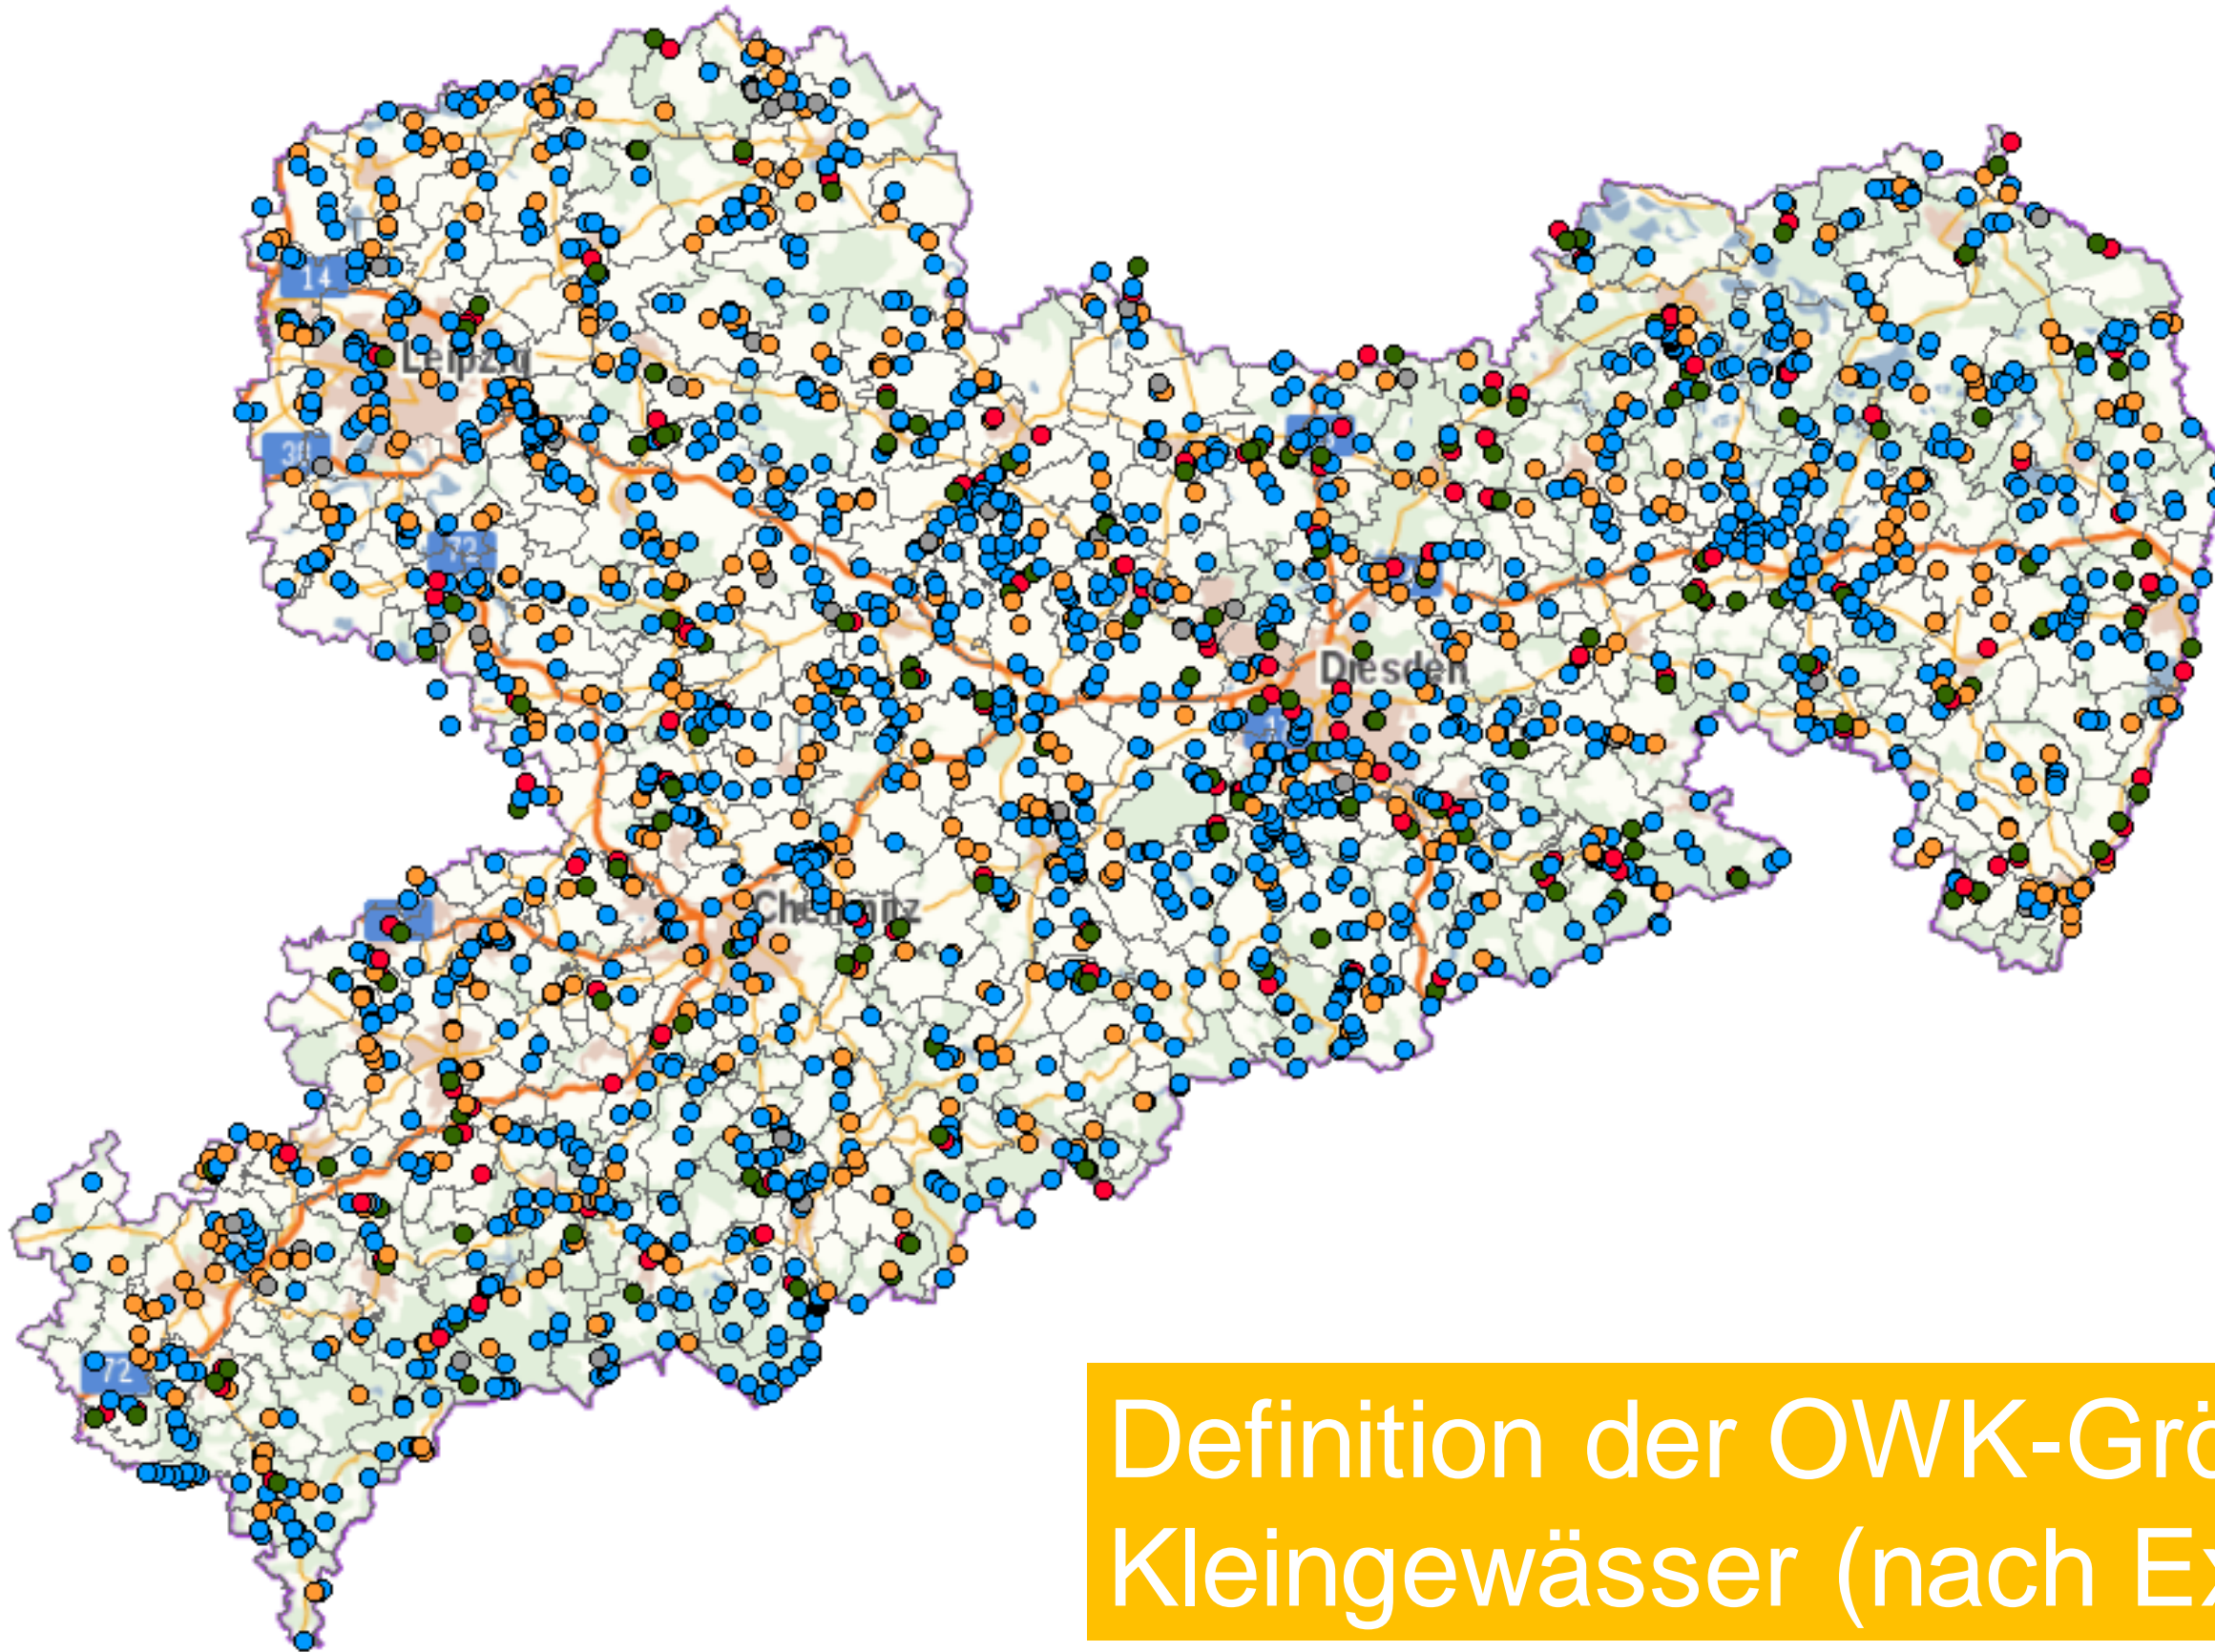 14
Leipzig
38
72
Dresden
Chemnitz
72
Definition der OWK-Grö
Kleingewässer (nach Ex